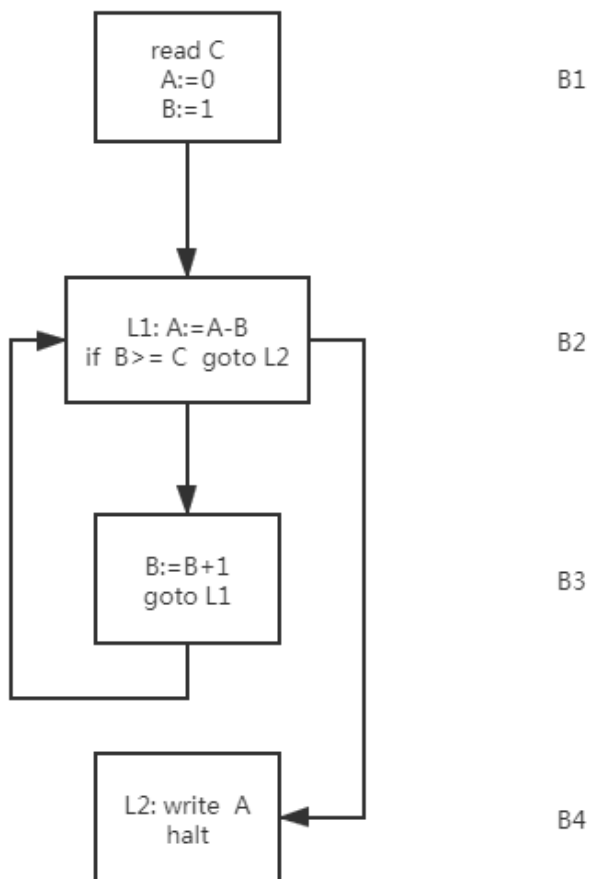 read C
A:=0
B:=1
B1
L1: A:=A-B
if B>= C goto L2
B2
B:=B+1
goto L1
B3
L2: write A
halt
B4